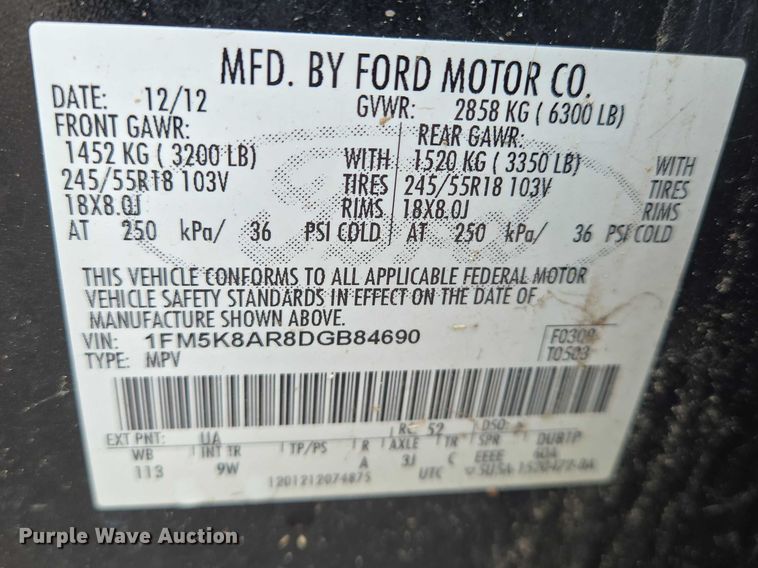 MFD. BY FORD MOTOR CO.
DATE: 12/12 GVWR: 2858 KG ( 6300 LB)
FRONT GAWR: REAR GAWR:
1452 KG ( 3200 LB) WITH 1520 KG ( 3350 LB) WITH
245/55R18 103V TIRES 245/55R18 103V TIRES
18X8.0J RIMS 18X8.0J RIMS
AT 250 kPa/ 36 PSI COLD AT 250 kPa/ 36 PSI COLD
THIS VEHICLE CONFORMS TO ALL APPLICABLE FEDERAL MOTOR
VEHICLE SAFETY STANDARDS IN EFFECT ON THE DATE OF
MANUFACTURE SHOWN ABOVE.
VIN: 1FM5K8AR8DGB84690 F0309
TYPE: MPV T0503
EXT PNT: UA RC: 52 DSO:
WB INT TR TP/PS R AXLE TR SPR
113 9W A 3J C EEEE
1201212074875 UTC
Purple Wave Auction